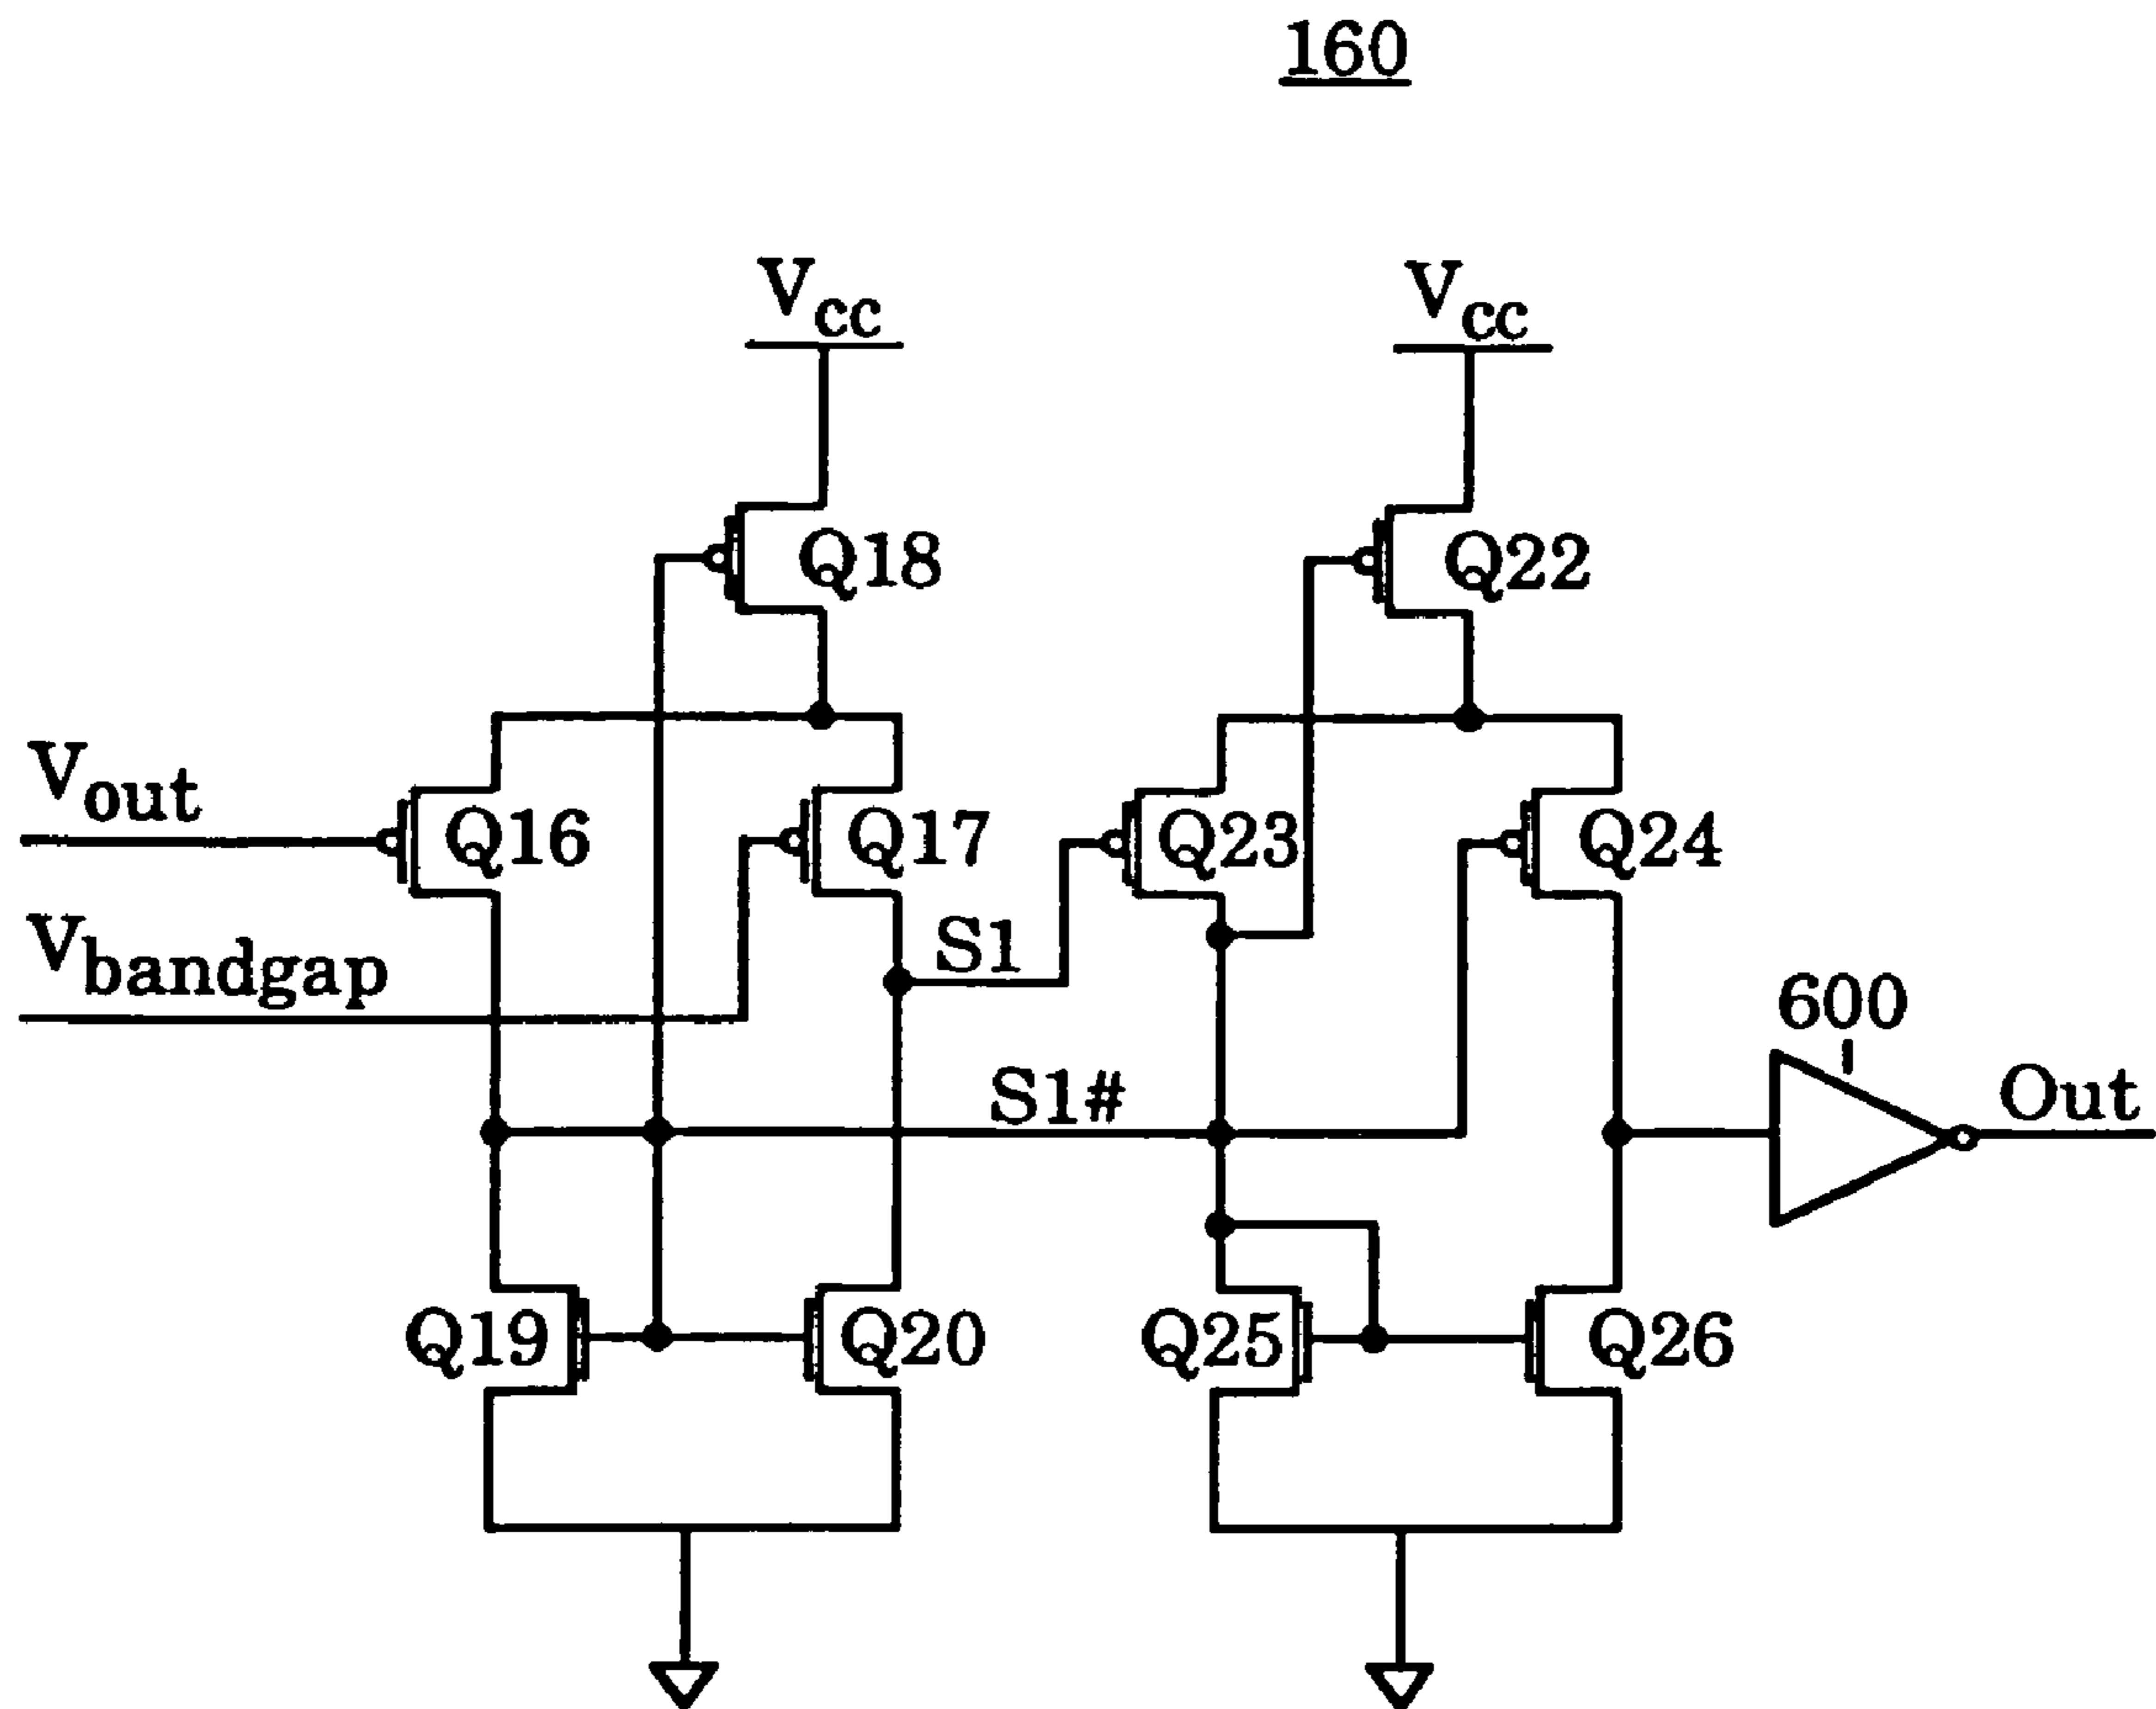 160
Vcc
Vcc
Q18
Q22
Vout
Q16
Q17
Q23
Q24
Vbandgap
S1
600
S1#
Out
Q19
Q20
Q25
Q26